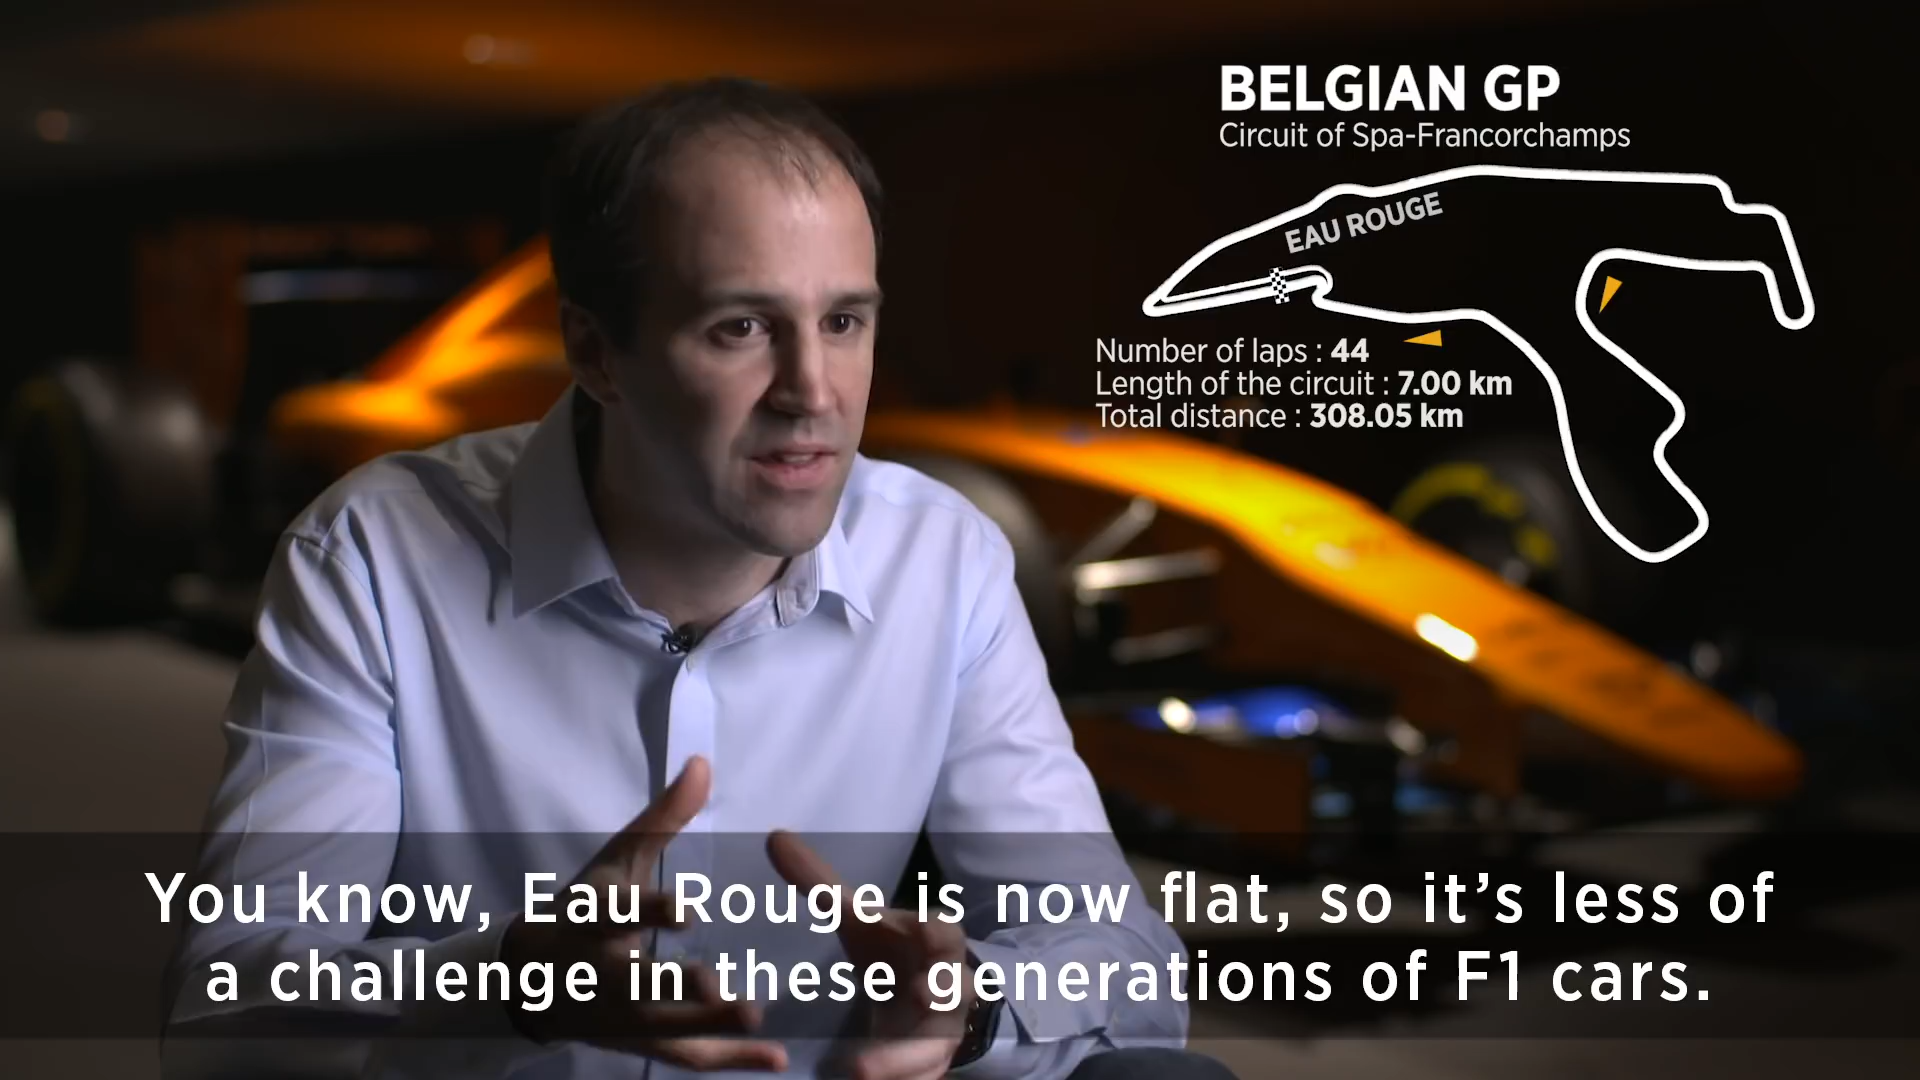 BELGIAN GP
Circuit of Spa-Francorchamps
EAU ROUGE
Number of laps : 44
Length of the circuit : 7.00 km
Total distance : 308.05 km
You know, Eau Rouge is now flat, so it's less of
a challenge in these generations of F1 cars.